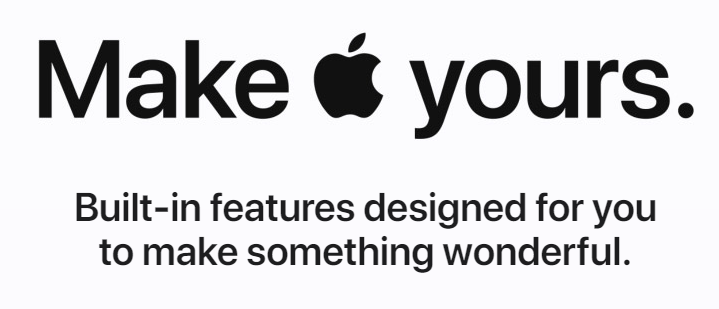 Make  yours.
Built-in features designed for you
to make something wonderful.